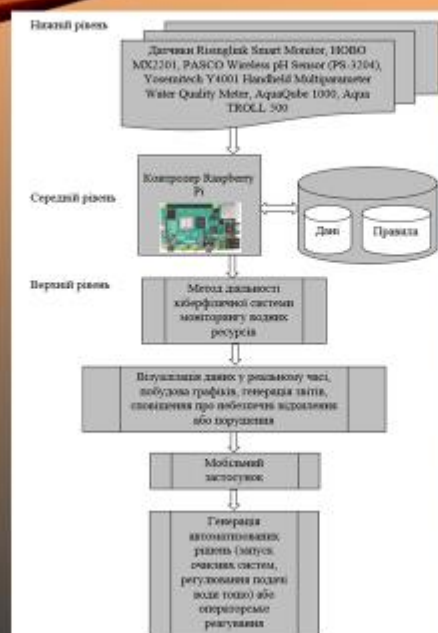 Нижній рівень
Датчики Risinglink Smart Monitor, HOBO
MX2201, PASCO Wireless pH Sensor (PS-3204),
Yosemitech Y4001 Handheld Multiparameter
Water Quality Meter, AquaQube 1000, Aqua
TROLL 500
Середній рівень
Контролер Raspberry
Pi
Дані
Правила
Верхній рівень
Метод діяльності
кіберфізичної системи
моніторингу водних
ресурсів
Візуалізація даних у реальному часі,
побудова графіків, генерація звітів,
сповіщення про небезпечні відхилення
або порушення
Мобільний
застосунок
Генерація
автоматизованих
рішень (запуск
очисних систем,
регулювання подачі
води тощо) або
операторське
реагування